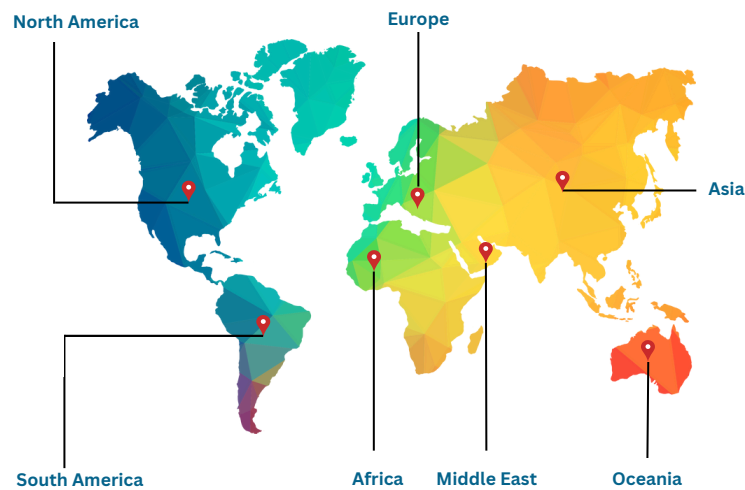 North America
Europe
Asia
South America
Africa
Middle East
Oceania